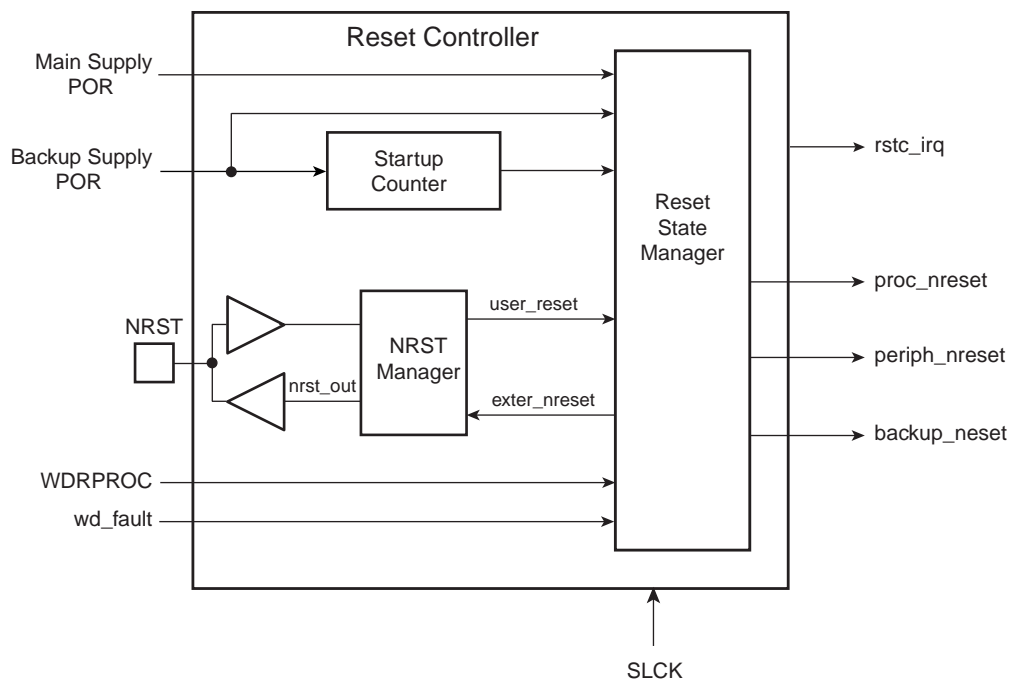 Reset Controller
Main Supply
POR
Backup Supply
POR
Startup
Counter
Reset
State
Manager
rstc_irq
proc_nreset
periph_nreset
backup_neset
NRST
user_reset
NRST
Manager
nrst_out
exter_nreset
WDRPROC
wd_fault
SLCK